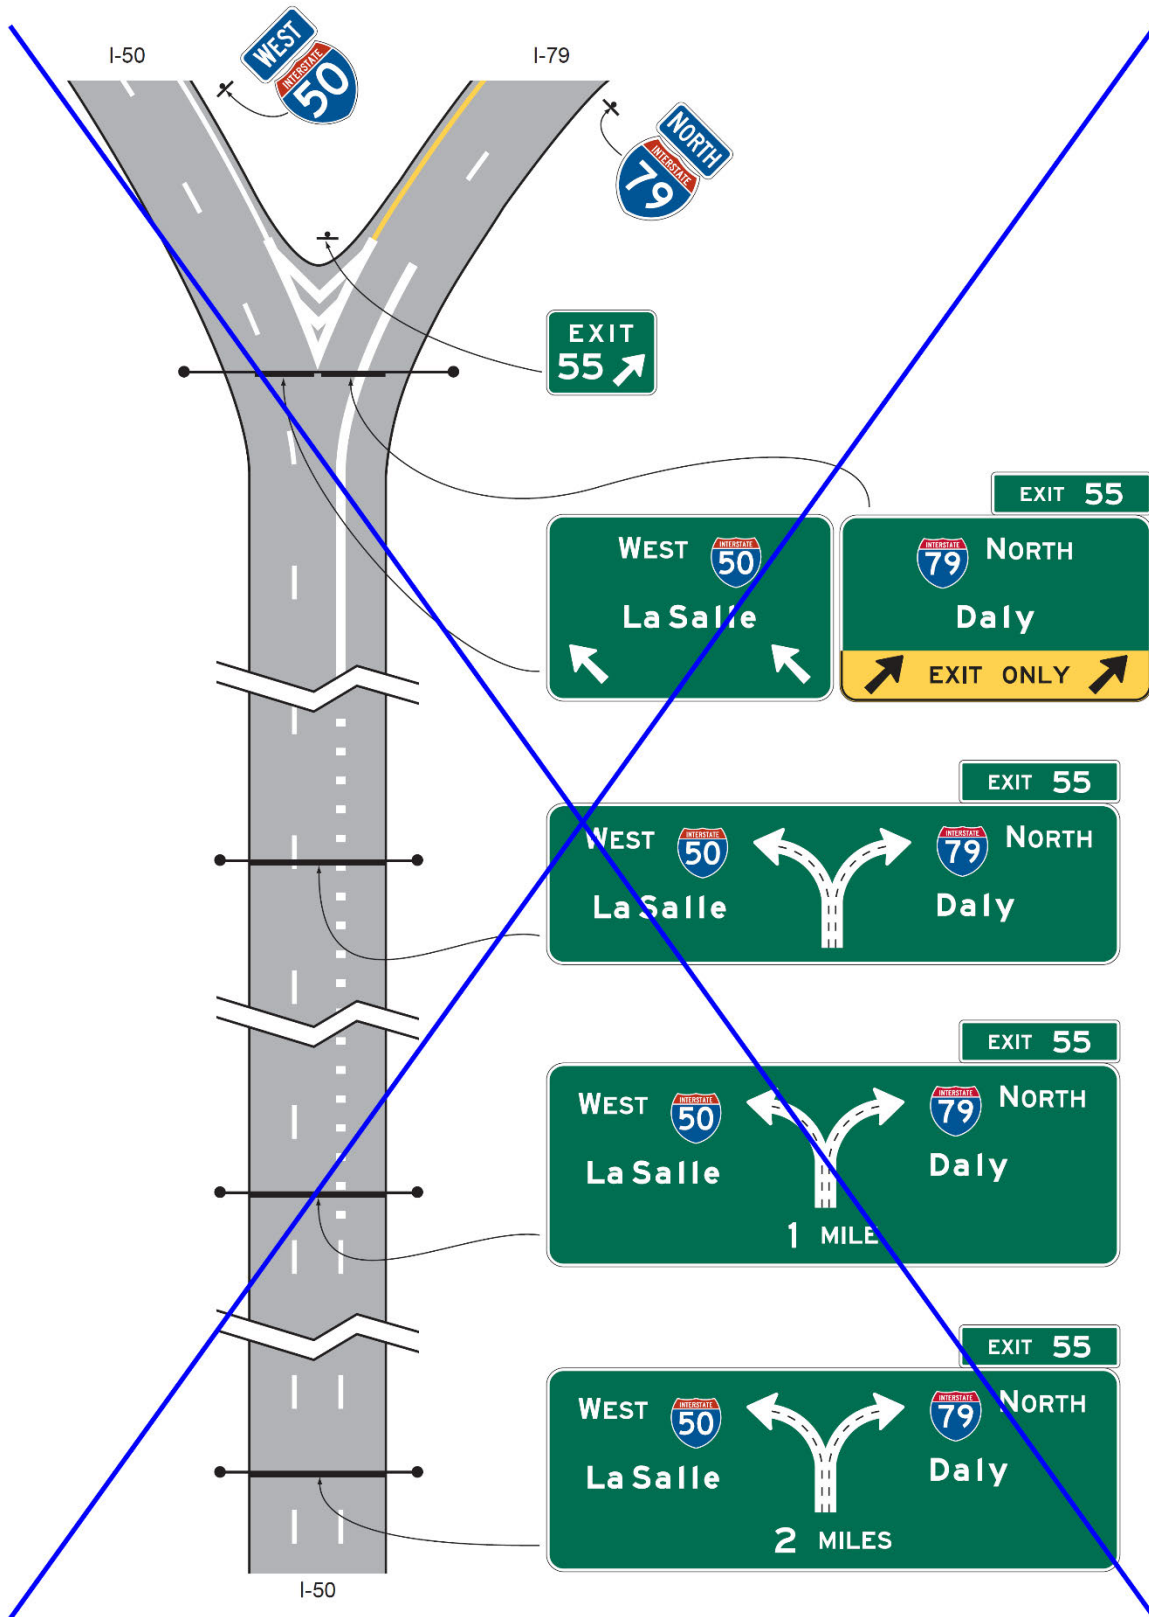 I-50
WEST
INTERSTATE
50
I-79
NORTH
INTERSTATE
79
EXIT
55
EXIT 55
WEST INTERSTATE 50
La Salle
INTERSTATE 79 NORTH
Daly
EXIT ONLY
EXIT 55
WEST INTERSTATE 50 INTERSTATE 79 NORTH
La Salle Daly
EXIT 55
WEST INTERSTATE 50 INTERSTATE 79 NORTH
La Salle Daly
1 MILE
EXIT 55
WEST INTERSTATE 50 INTERSTATE 79 NORTH
La Salle Daly
2 MILES
I-50